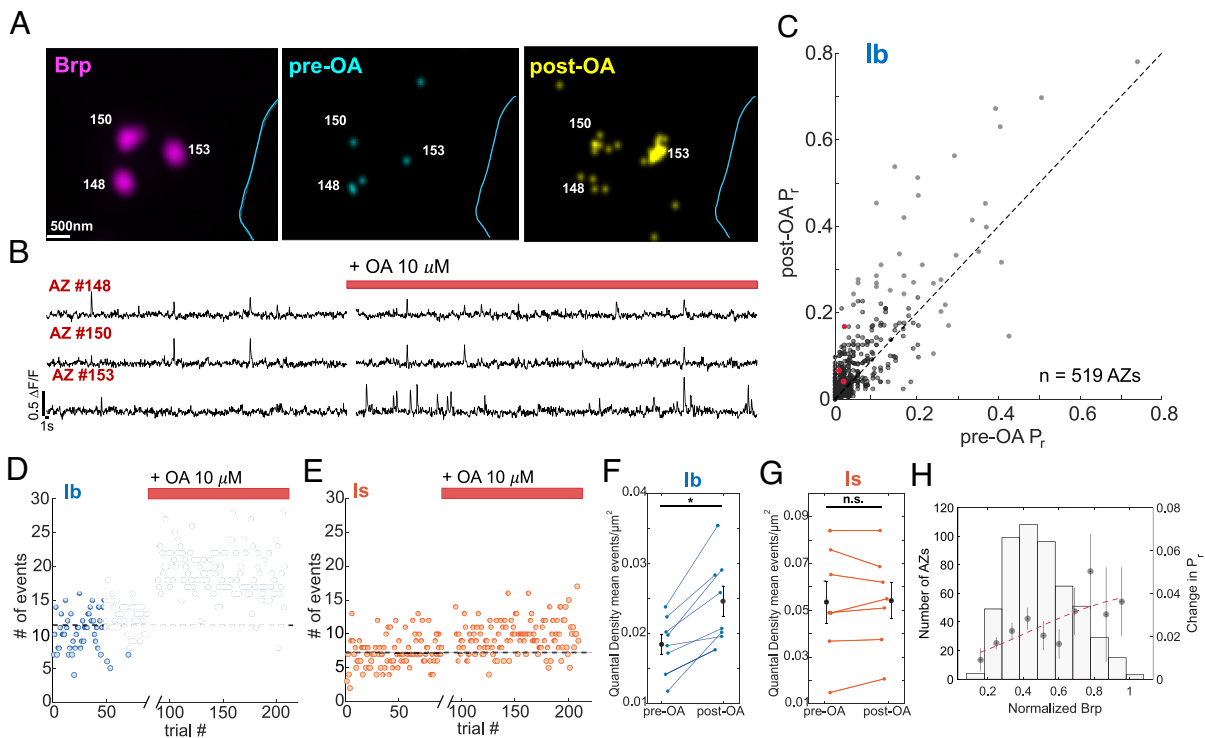 A
Brp
150
153
148
500nm
pre-OA
150
153
148
post-OA
150
153
148
B
+ OA 10 μM
AZ #148
AZ #150
AZ #153
0.5 ΔF/F
1s
C
Ib
0.8
0.6
0.4
0.2
0
post-OA Pr
n = 519 AZs
0 0.2 0.4 0.6 0.8
pre-OA Pr
D
Ib
+ OA 10 μM
30
25
20
15
10
5
0
# of events
0 50 100 150 200
trial #
E
Is
+ OA 10 μM
30
25
20
15
10
5
0
# of events
0 50 100 150 200
trial #
F
Ib
*
0.04
0.03
0.02
0.01
Quantal Density mean events/μm²
pre-OA post-OA
G
Is
n.s.
0.09
0.07
0.05
0.03
0.01
Quantal Density mean events/μm²
pre-OA post-OA
H
120
100
80
60
40
20
0
Number of AZs
0.08
0.06
0.04
0.02
0
Change in Pr
0.2 0.4 0.6 0.8 1
Normalized Brp